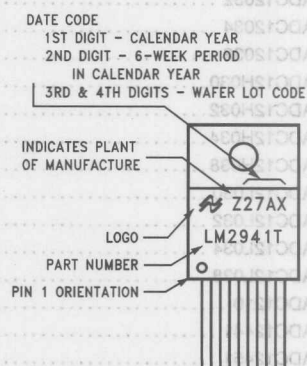 DATE CODE
1ST DIGIT - CALENDAR YEAR
2ND DIGIT - 6-WEEK PERIOD
IN CALENDAR YEAR
3RD & 4TH DIGITS - WAFER LOT CODE
INDICATES PLANT
OF MANUFACTURE
Z27AX
LOGO
LM2941T
PART NUMBER
PIN 1 ORIENTATION